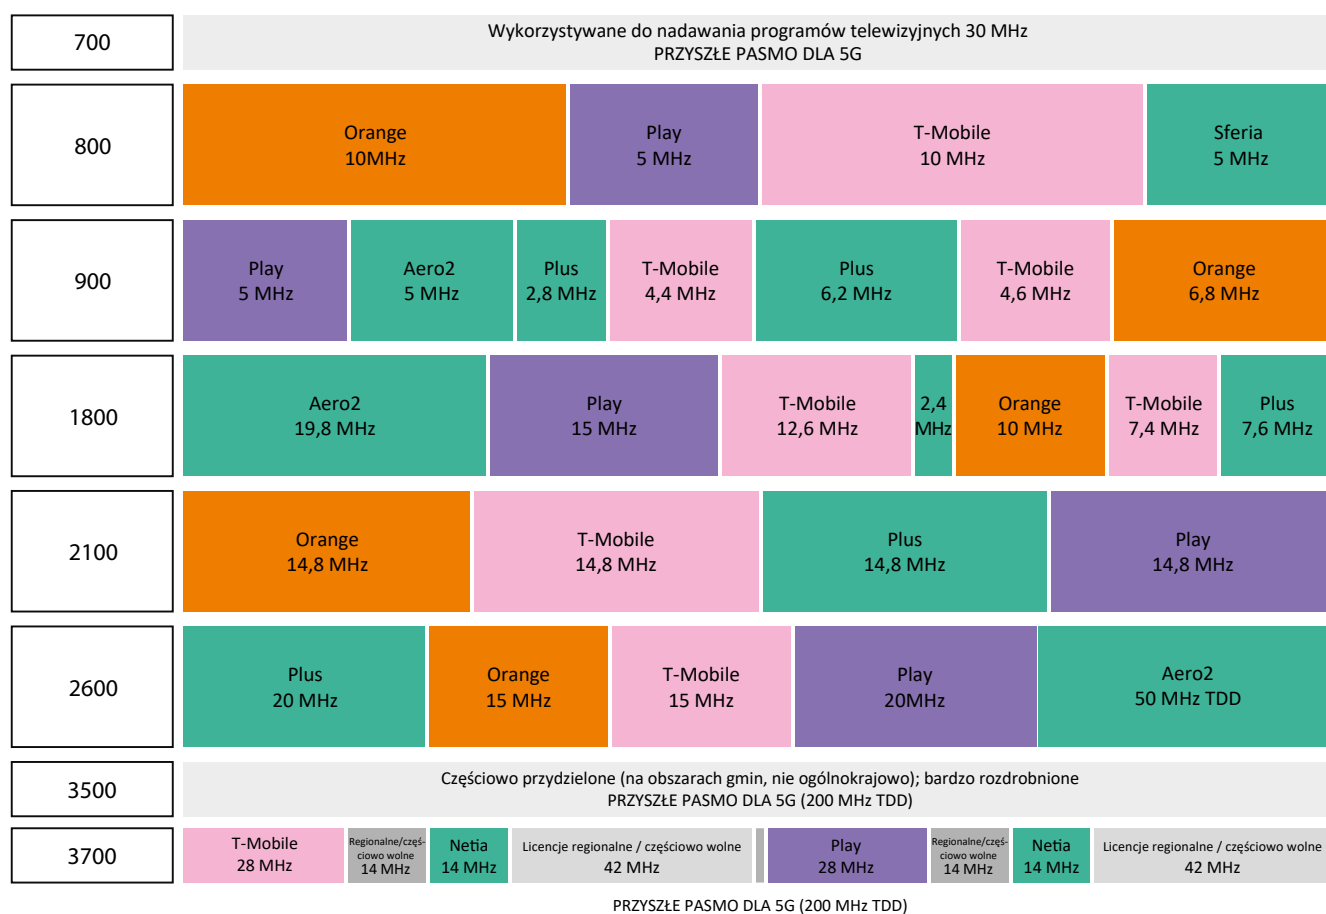 700
Wykorzystywane do nadawania programów telewizyjnych 30 MHz
PRZYSZŁE PASMO DLA 5G
800
Orange
10MHz
Play
5 MHz
T-Mobile
10 MHz
Sferia
5 MHz
900
Play
5 MHz
Aero2
5 MHz
Plus
2,8 MHz
T-Mobile
4,4 MHz
Plus
6,2 MHz
T-Mobile
4,6 MHz
Orange
6,8 MHz
1800
Aero2
19,8 MHz
Play
15 MHz
T-Mobile
12,6 MHz
2,4
MHz
Orange
10 MHz
T-Mobile
7,4 MHz
Plus
7,6 MHz
2100
Orange
14,8 MHz
T-Mobile
14,8 MHz
Plus
14,8 MHz
Play
14,8 MHz
2600
Plus
20 MHz
Orange
15 MHz
T-Mobile
15 MHz
Play
20MHz
Aero2
50 MHz TDD
3500
Częściowo przydzielone (na obszarach gmin, nie ogólnokrajowo); bardzo rozdrobnione
PRZYSZŁE PASMO DLA 5G (200 MHz TDD)
3700
T-Mobile
28 MHz
Regionalne/częś-
ciowo wolne
14 MHz
Netia
14 MHz
Licencje regionalne / częściowo wolne
42 MHz
Play
28 MHz
Regionalne/częś-
ciowo wolne
14 MHz
Netia
14 MHz
Licencje regionalne / częściowo wolne
42 MHz
PRZYSZŁE PASMO DLA 5G (200 MHz TDD)